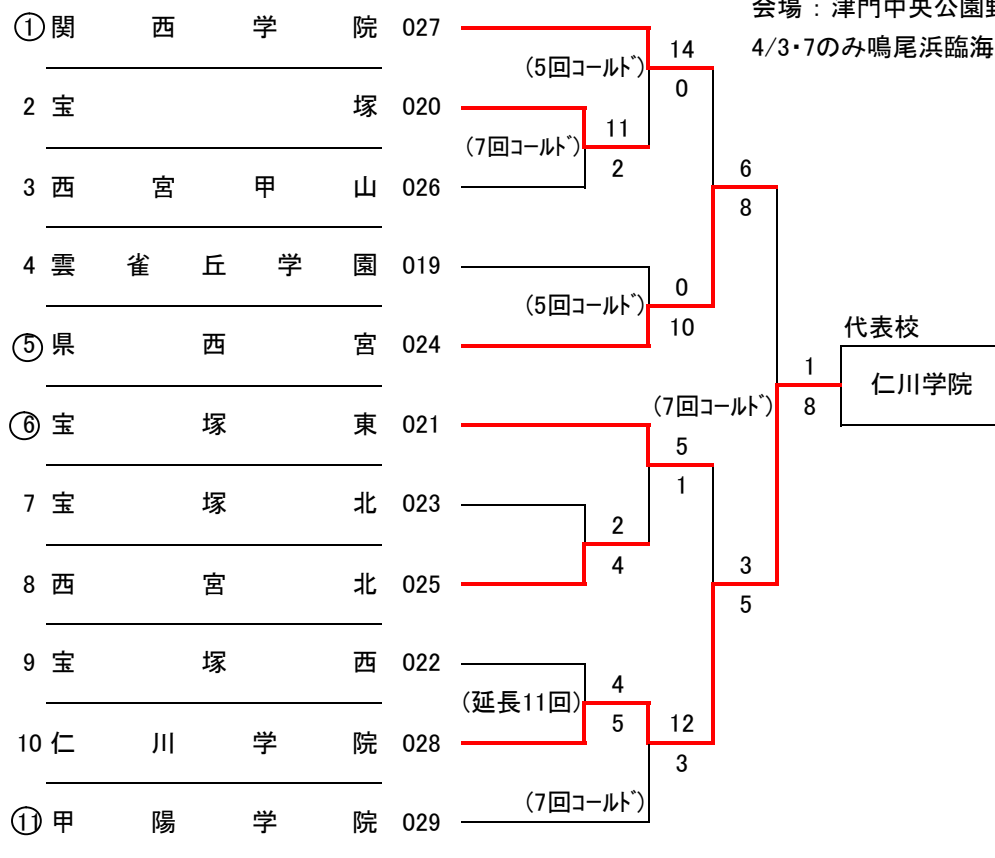 会場：津門中央公園野
4/3・7のみ鳴尾浜臨海
① 関西学院 027
(5回ｺｰﾙﾄﾞ)
14
0
2 宝塚 020
(7回ｺｰﾙﾄﾞ)
11
2
3 西宮甲山 026
6
8
4 雲雀丘学園 019
(5回ｺｰﾙﾄﾞ)
0
10
⑤ 県西宮 024
代表校
仁川学院
1
8
(7回ｺｰﾙﾄﾞ)
⑥ 宝塚東 021
5
1
7 宝塚北 023
2
4
8 西宮北 025
3
5
9 宝塚西 022
(延長11回)
4
5
10 仁川学院 028
12
3
(7回ｺｰﾙﾄﾞ)
⑪ 甲陽学院 029